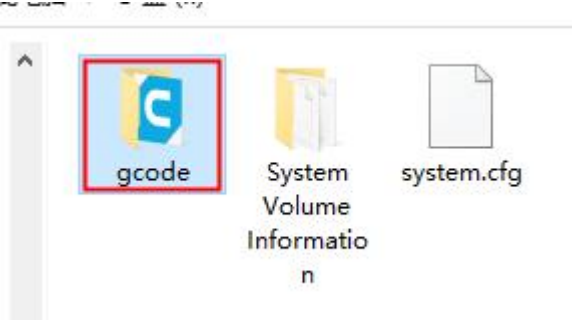 gcode
System
Volume
Informatio
n
system.cfg